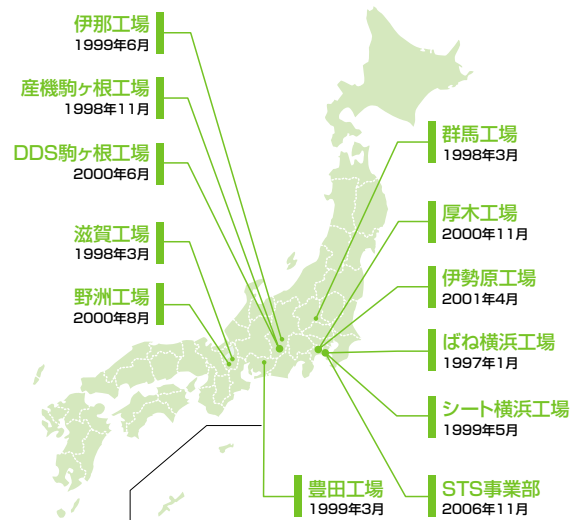 伊那工場
1999年6月
産機駒ヶ根工場
1998年11月
DDS駒ヶ根工場
2000年6月
滋賀工場
1998年3月
野洲工場
2000年8月
群馬工場
1998年3月
厚木工場
2000年11月
伊勢原工場
2001年4月
ばね横浜工場
1997年1月
シート横浜工場
1999年5月
豊田工場
1999年3月
STS事業部
2006年11月